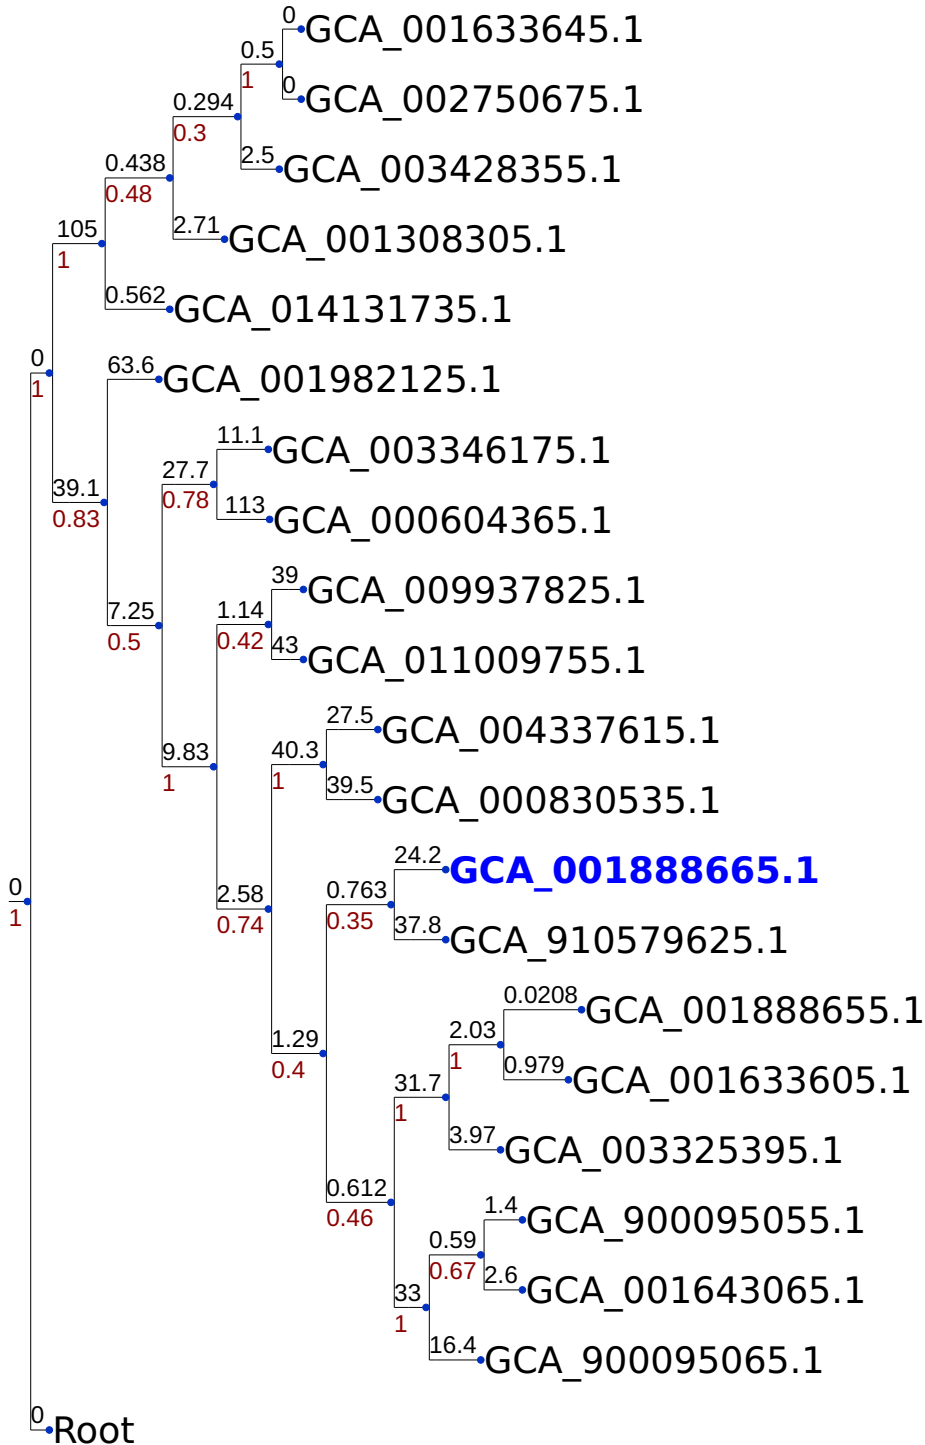 0
GCA_001633645.1
0.5
1
0
GCA_002750675.1
0.294
0.3
2.5
GCA_003428355.1
0.438
0.48
2.71
GCA_001308305.1
105
1
0.562
GCA_014131735.1
0
1
63.6
GCA_001982125.1
11.1
GCA_003346175.1
27.7
0.78
39.1
0.83
113
GCA_000604365.1
39
GCA_009937825.1
7.25
0.5
1.14
0.42
43
GCA_011009755.1
27.5
GCA_004337615.1
9.83
1
40.3
1
39.5
GCA_000830535.1
24.2
GCA_001888665.1
0
1
2.58
0.74
0.763
0.35
37.8
GCA_910579625.1
0.0208
GCA_001888655.1
1.29
0.4
2.03
1
0.979
GCA_001633605.1
31.7
1
3.97
GCA_003325395.1
0.612
0.46
1.4
GCA_900095055.1
0.59
0.67
2.6
GCA_001643065.1
33
1
16.4
GCA_900095065.1
0
Root